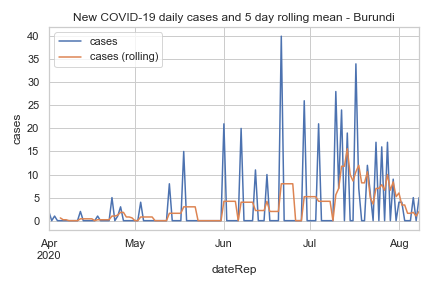 New COVID-19 daily cases and 5 day rolling mean - Burundi
cases
cases (rolling)
40
35
30
25
20
15
10
5
0
cases
Apr
2020
May
Jun
Jul
Aug
dateRep